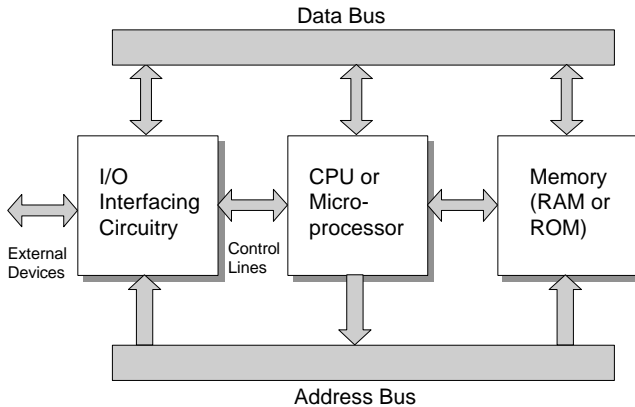 Data Bus
I/O
Interfacing
Circuitry
CPU or
Micro-
processor
Memory
(RAM or
ROM)
External
Devices
Control
Lines
Address Bus